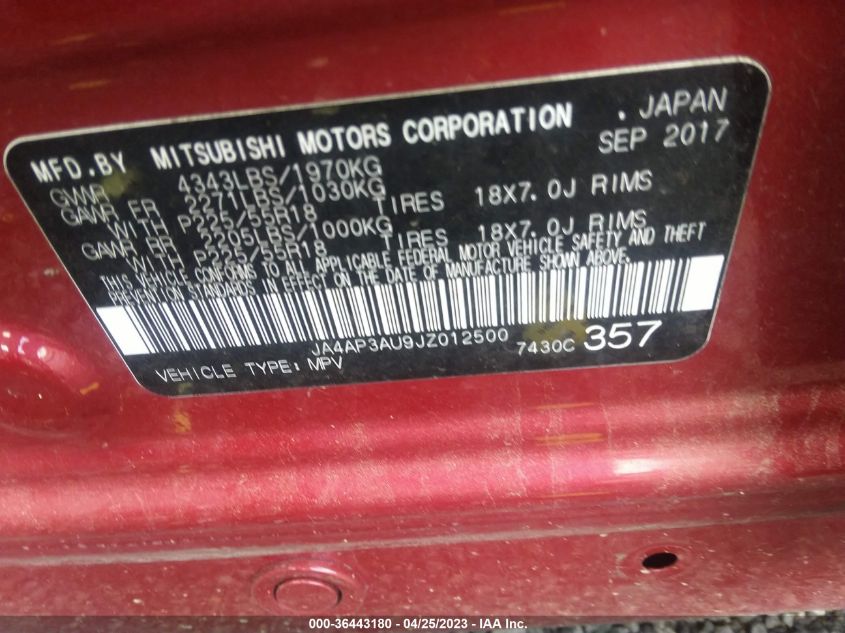 MFD.BY MITSUBISHI MOTORS CORPORATION . JAPAN
SEP 2017
GVWR 4343LBS/1970KG
GAWR FR 2271LBS/1030KG
WITH P225/55R18 TIRES 18X7.0J RIMS
GAWR RR 2205LBS/1000KG
WITH P225/55R18 TIRES 18X7.0J RIMS
THIS VEHICLE CONFORMS TO ALL APPLICABLE FEDERAL MOTOR VEHICLE SAFETY AND THEFT
PREVENTION STANDARDS IN EFFECT ON THE DATE OF MANUFACTURE SHOWN ABOVE.
JA4AP3AU9JZ012500 7430C 357
VEHICLE TYPE: MPV
000-36443180 - 04/25/2023 - IAA Inc.